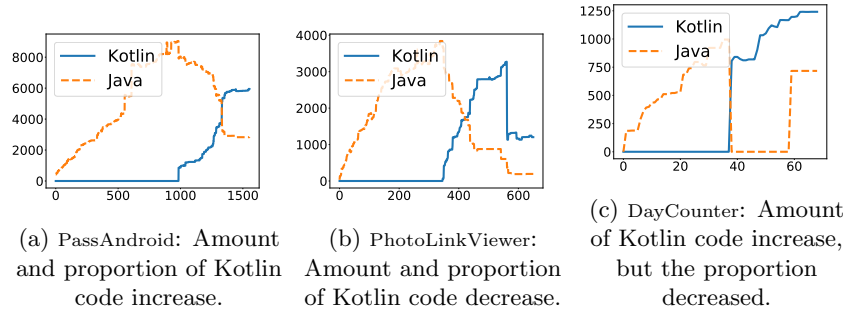 8000
6000
4000
2000
0
0
500
1000
1500
Kotlin
Java
(a) PassAndroid: Amount
and proportion of Kotlin
code increase.
4000
3000
2000
1000
0
0
200
400
600
Kotlin
Java
(b) PhotoLinkViewer:
Amount and proportion
of Kotlin code decrease.
1250
1000
750
500
250
0
0
20
40
60
Kotlin
Java
(c) DayCounter: Amount
of Kotlin code increase,
but the proportion
decreased.